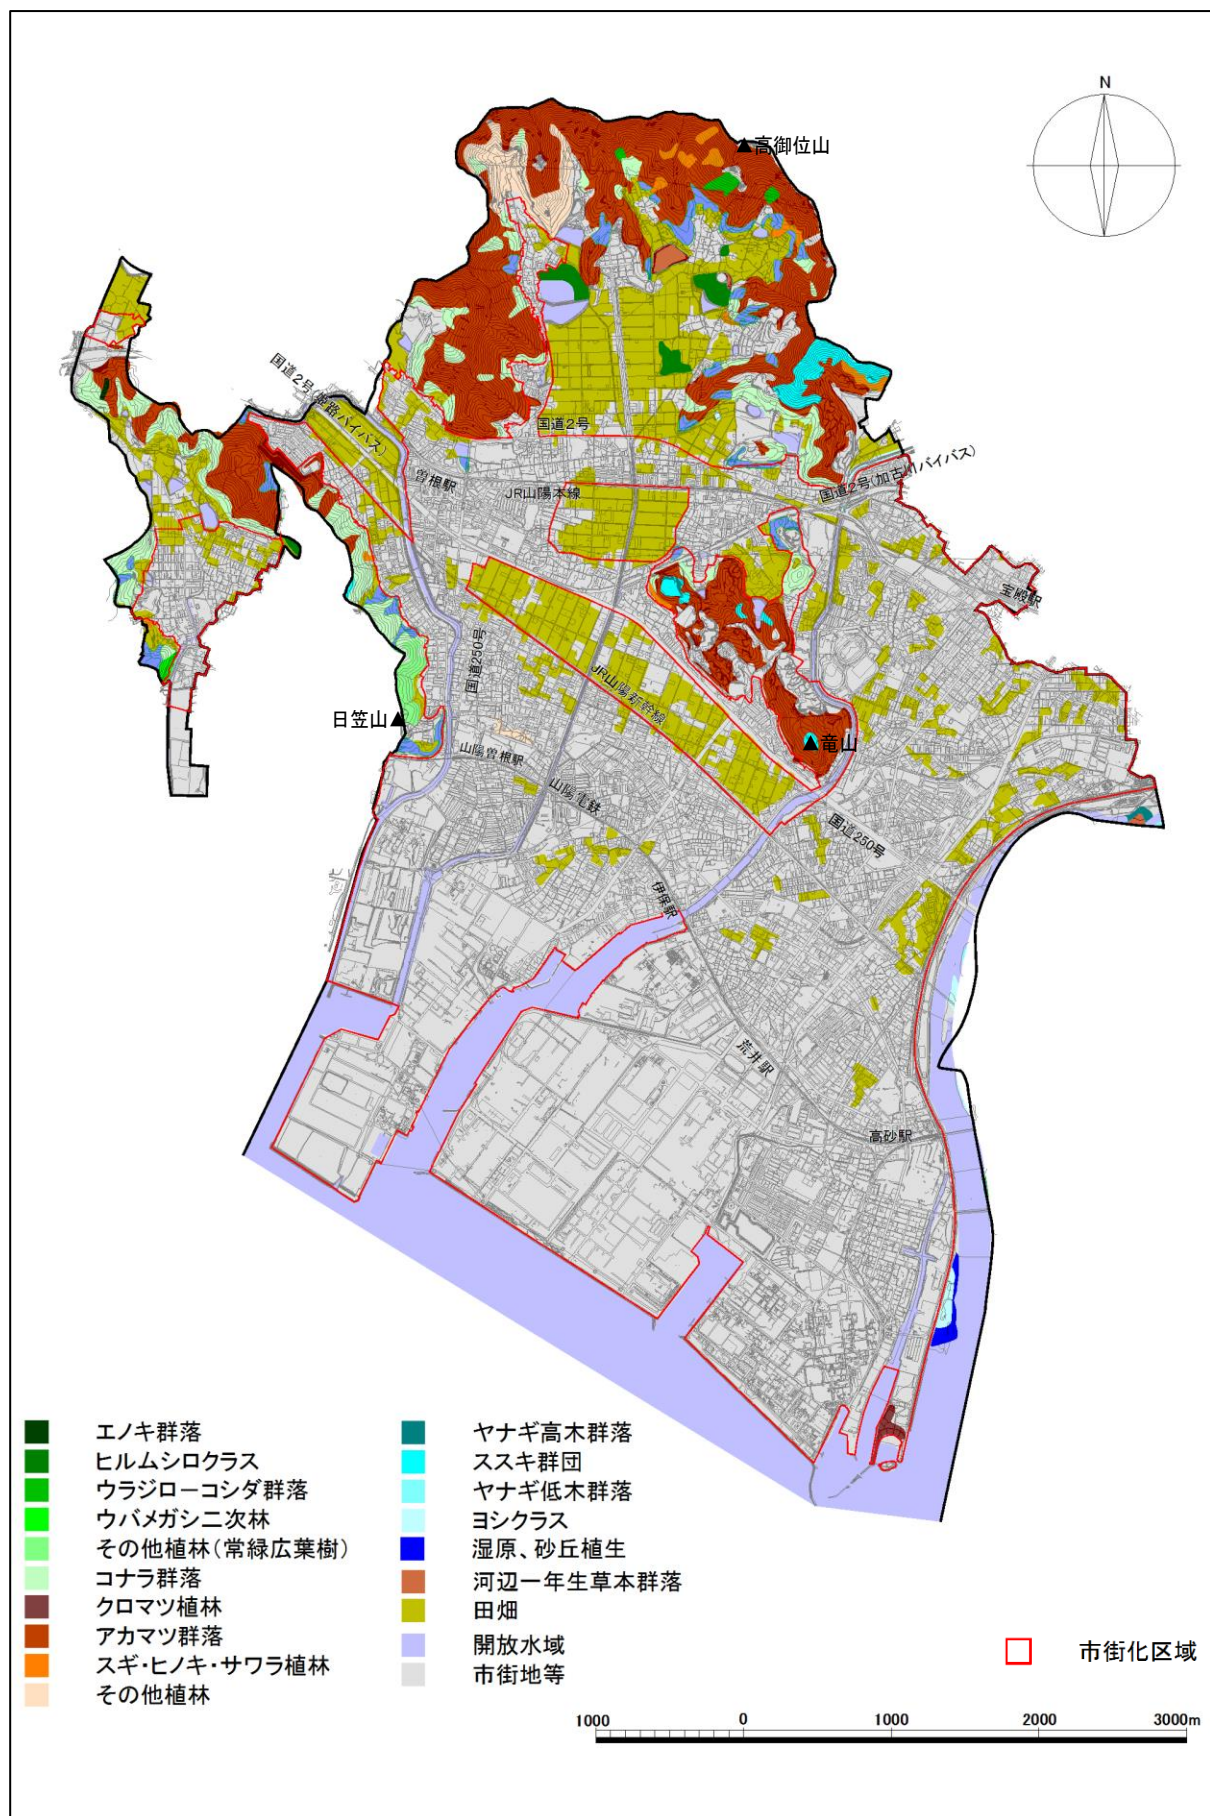 N
▲高御位山
国道2号(姫路バイパス)
国道2号
曽根駅
JR山陽本線
国道2号(加古川バイパス)
宝殿駅
国道250号
JR山陽新幹線
日笠山▲
▲竜山
山陽曽根駅
山陽電鉄
国道250号
伊保駅
荒井駅
高砂駅
エノキ群落
ヒルムシロクラス
ウラジローコシダ群落
ウバメガシ二次林
その他植林(常緑広葉樹)
コナラ群落
クロマツ植林
アカマツ群落
スギ・ヒノキ・サワラ植林
その他植林
ヤナギ高木群落
ススキ群団
ヤナギ低木群落
ヨシクラス
湿原、砂丘植生
河辺一年生草本群落
田畑
開放水域
市街地等
市街化区域
1000 0 1000 2000 3000m